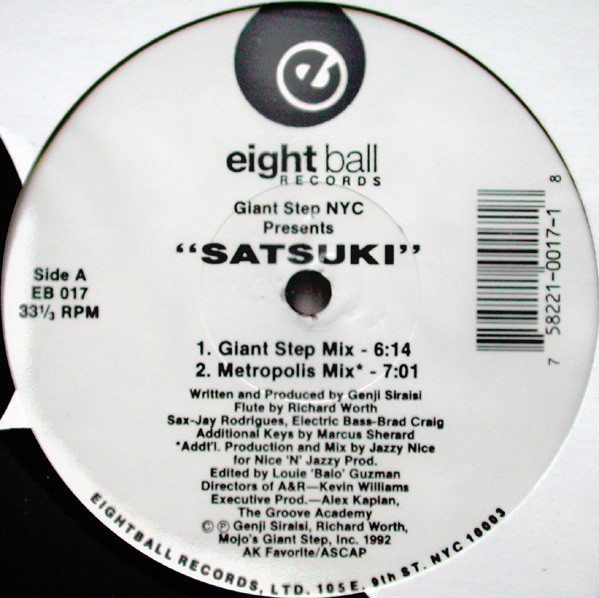 e
eight ball
RECORDS
Giant Step NYC
Presents
"SATSUKI"
Side A
EB 017
33⅓ RPM
7 58221-0017-1 8
1. Giant Step Mix - 6:14
2. Metropolis Mix* - 7:01
Written and Produced by Genji Siraisi
Flute by Richard Worth
Sax-Jay Rodrigues, Electric Bass-Brad Craig
Additional Keys by Marcus Sherard
*Addt'l. Production and Mix by Jazzy Nice
for Nice 'N' Jazzy Prod.
Edited by Louie 'Balo' Guzman
Directors of A&R—Kevin Williams
Executive Prod.—Alex Kaplan,
The Groove Academy
© ℗ Genji Siraisi, Richard Worth,
Mojo's Giant Step, Inc. 1992
AK Favorite/ASCAP
EIGHTBALL RECORDS, LTD. 105 E. 9th ST. NYC 10003